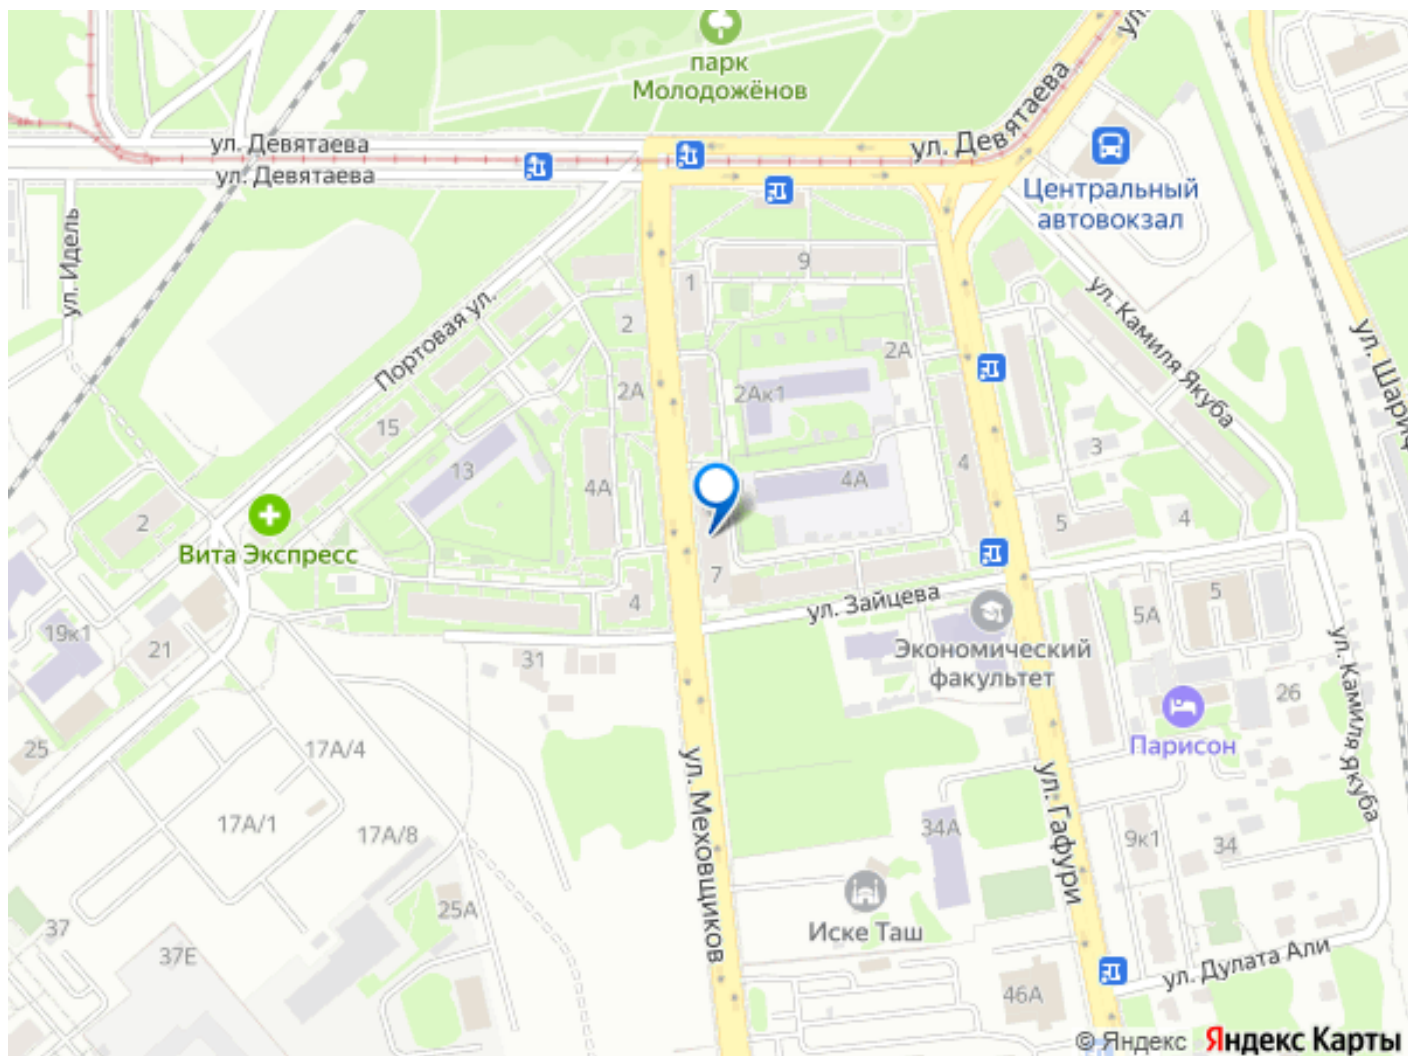 ул.
парк
Молодожёнов
ул. Девятаева
ул. Девятаева
ул. Девятаева
Центральный
автовокзал
ул. Идель
Портовая ул.
ул. Камиля Якуба
ул. Шарич
9
1
2
2А
2А
2Ак1
15
13
4А
4А
4
3
2
Вита Экспресс
5
4
7
4
ул. Зайцева
5
5А
Экономический
факультет
19к1
21
31
ул. Камиля Якуба
26
25
17А/4
Парисон
ул. Меховщиков
ул. Гафури
17А/1
17А/8
34А
9к1
34
25А
37
37Е
Иске Таш
46А
ул. Дулата Али
© Яндекс Яндекс Карты